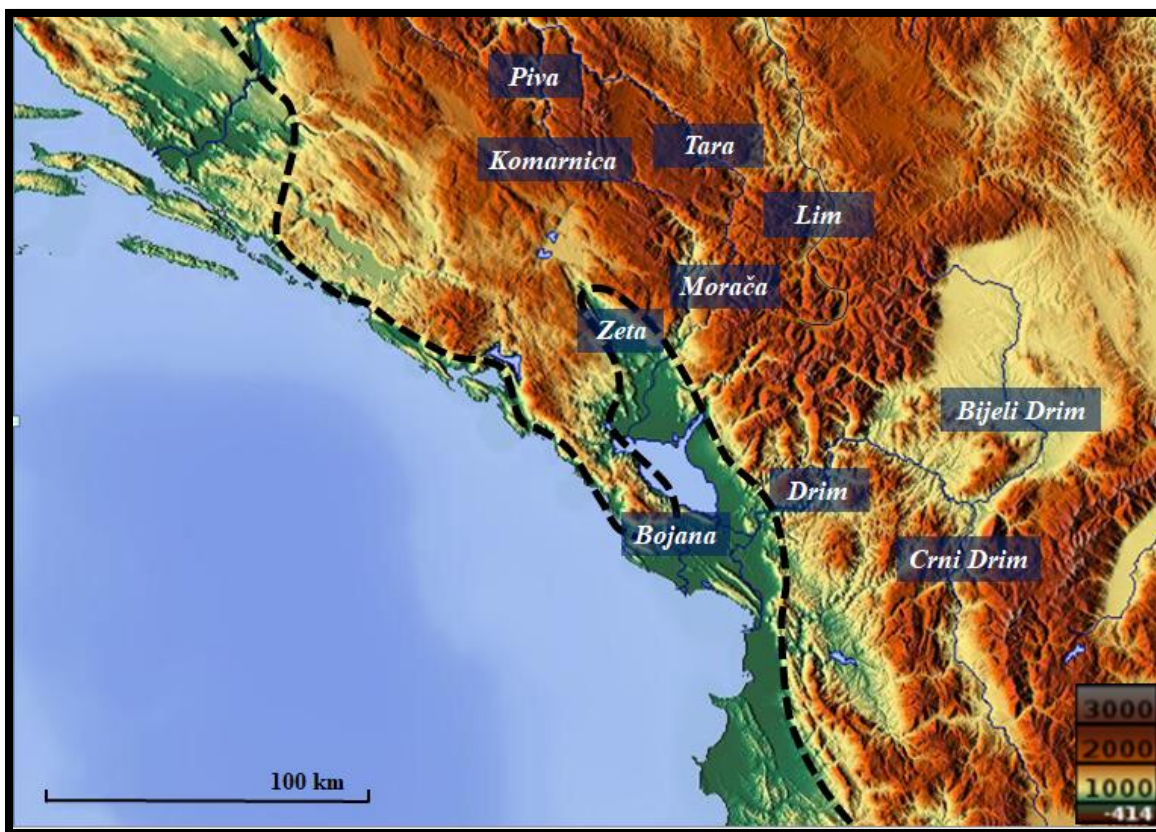 Piva
Tara
Komarnica
Lim
Morača
Zeta
Bijeli Drim
Drim
Bojana
Crni Drim
100 km
3000
2000
1000
-414